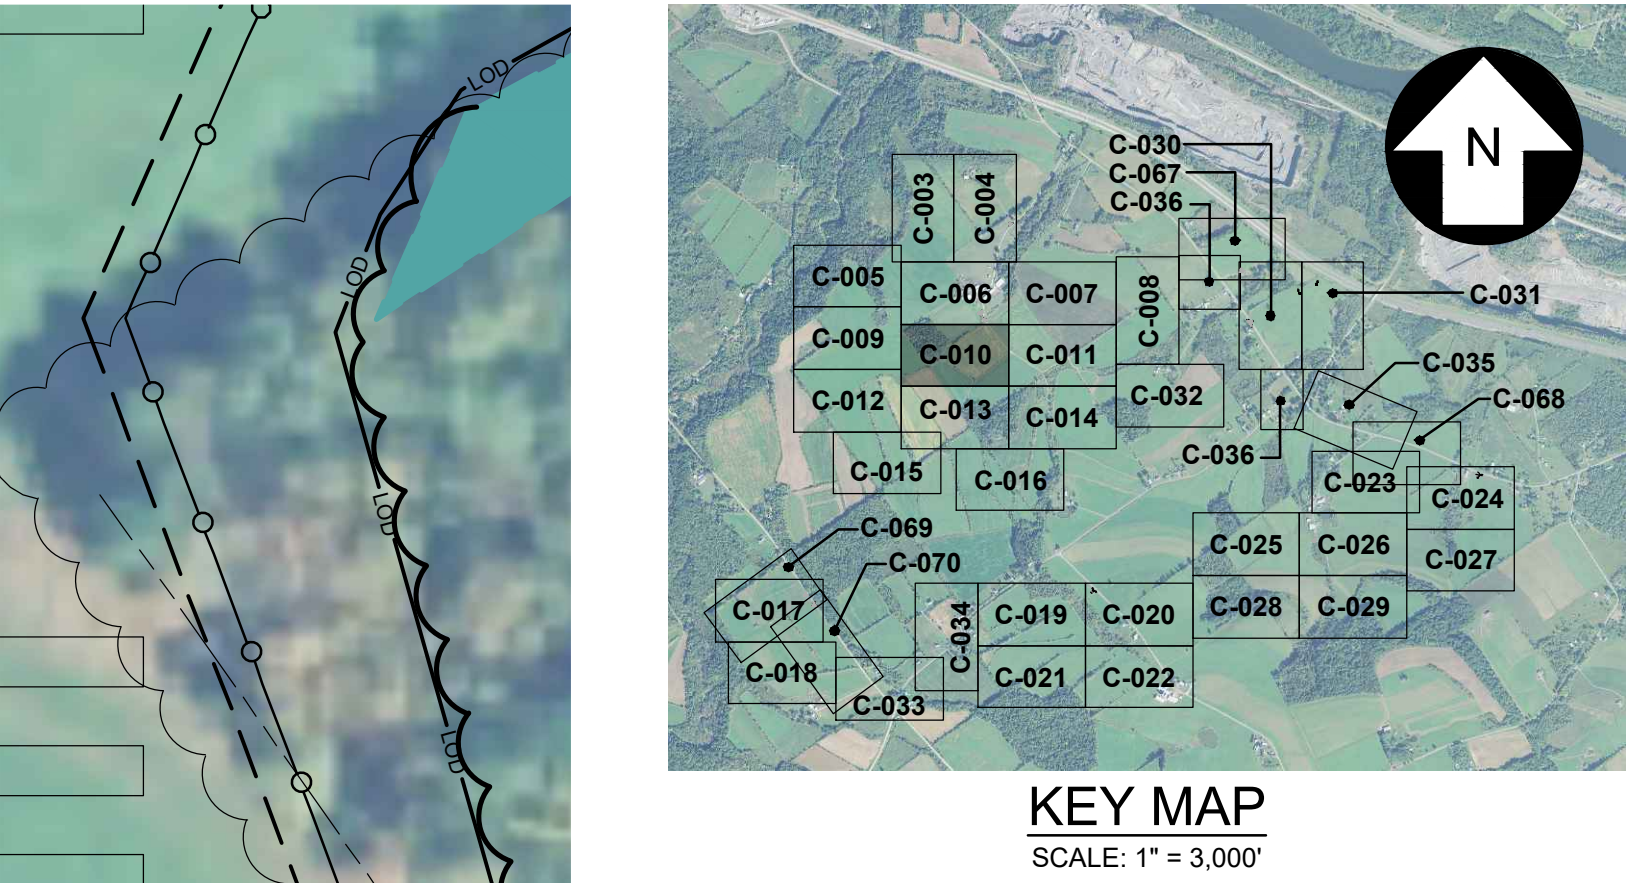 LOD
LOD
LOD
LOD
N
C-030
C-067
C-036
C-003
C-004
C-005
C-006
C-007
C-008
C-031
C-009
C-010
C-011
C-035
C-012
C-013
C-014
C-032
C-068
C-036
C-015
C-016
C-023
C-024
C-069
C-070
C-025
C-026
C-027
C-017
C-034
C-019
C-020
C-028
C-029
C-018
C-033
C-021
C-022
KEY MAP
SCALE: 1" = 3,000'